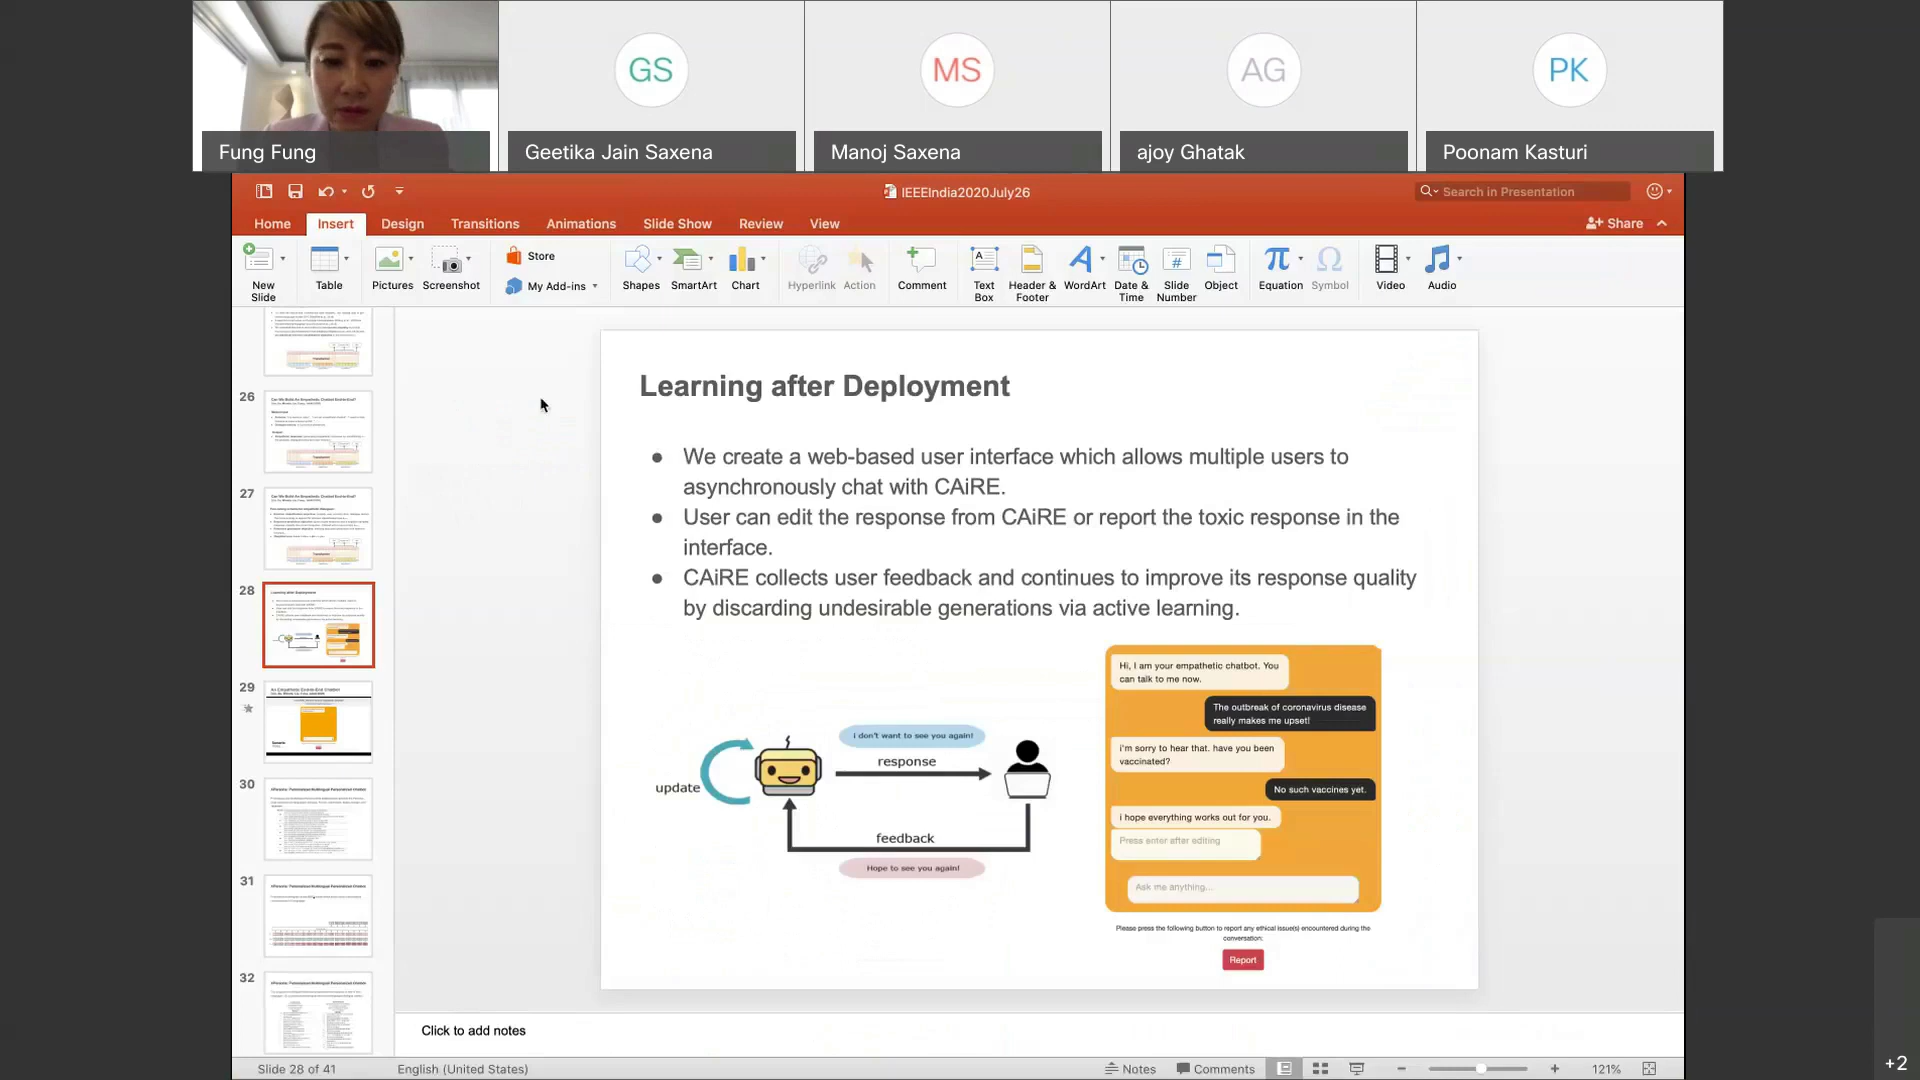 GS
MS
AG
PK
Fung Fung
Geetika Jain Saxena
Manoj Saxena
ajoy Ghatak
Poonam Kasturi
IEEEIndia2020July26
Search in Presentation
Home Insert Design Transitions Animations Slide Show Review View
Share
New Slide
Table
Pictures
Screenshot
Store
My Add-ins
Shapes
SmartArt
Chart
Hyperlink
Action
Comment
Text Box
Header & Footer
WordArt
Date & Time
Slide Number
Object
Equation
Symbol
Video
Audio
26
27
28
29
30
31
32
Learning after Deployment
● We create a web-based user interface which allows multiple users to
asynchronously chat with CAiRE.
● User can edit the response from CAiRE or report the toxic response in the
interface.
● CAiRE collects user feedback and continues to improve its response quality
by discarding undesirable generations via active learning.
update
i don't want to see you again!
response
feedback
Hope to see you again!
Hi, I am your empathetic chatbot. You
can talk to me now.
The outbreak of coronavirus disease
really makes me upset!
i'm sorry to hear that. have you been
vaccinated?
No such vaccines yet.
i hope everything works out for you.
Press enter after editing
Ask me anything...
Please press the following button to report any ethical issue(s) encountered during the
conversation:
Report
Click to add notes
Slide 28 of 41
English (United States)
Notes
Comments
121%
+2